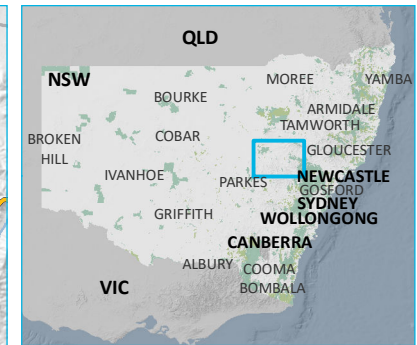 QLD
NSW
MOREE
YAMBA
BOURKE
ARMIDALE
TAMWORTH
BROKEN
HILL
COBAR
GLOUCESTER
IVANHOE
PARKES
NEWCASTLE
GOSFORD
SYDNEY
GRIFFITH
WOLLONGONG
CANBERRA
ALBURY
COOMA
VIC
BOMBALA